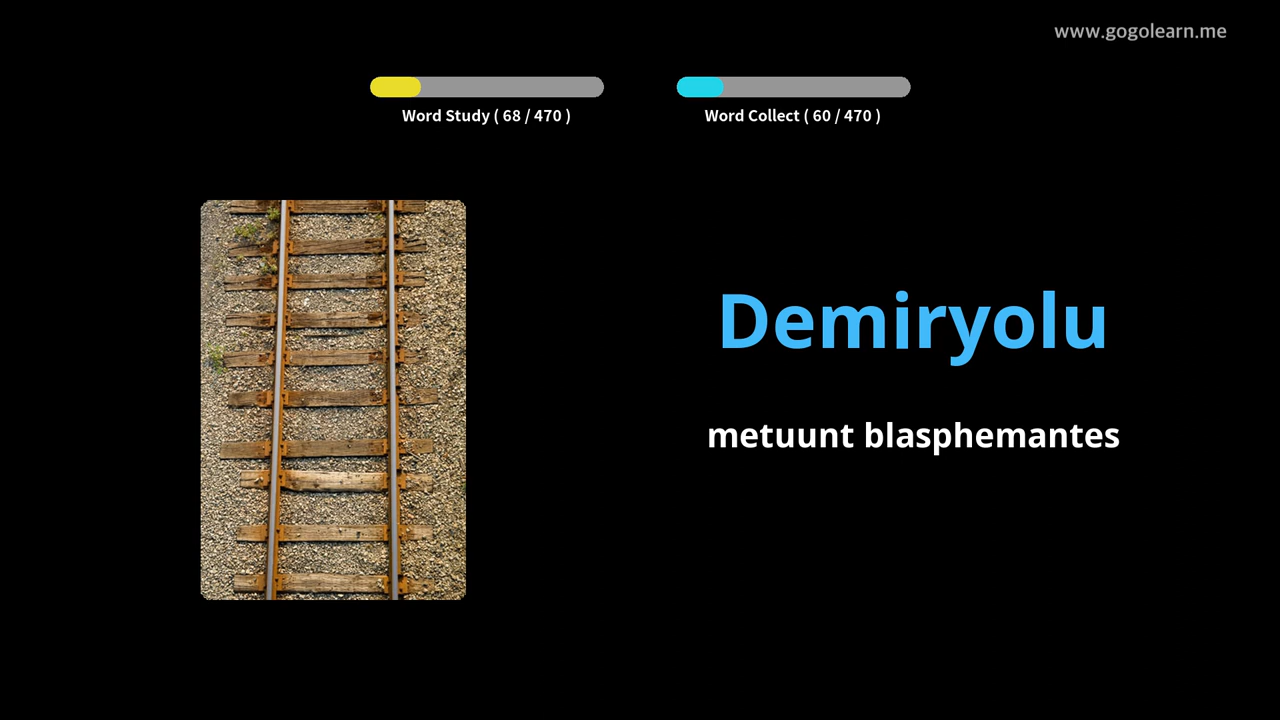 www.gogolearn.me
Word Study ( 68 / 470 )
Word Collect ( 60 / 470 )
Demiryolu
metuunt blasphemantes